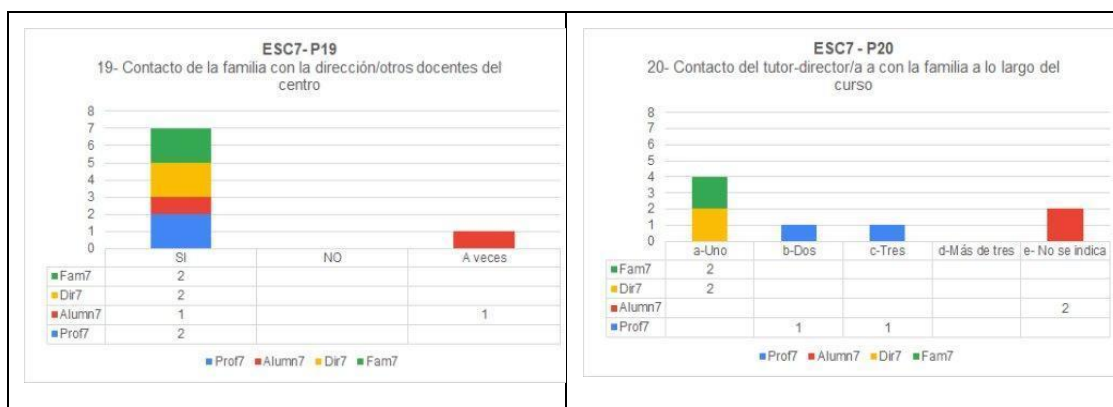 ESC7- P19
19- Contacto de la familia con la dirección/otros docentes del
centro
8
7
6
5
4
3
2
1
0
SI NO A veces
Fam7 2
Dir7 2
Alumn7 1 1
Prof7 2
Prof7 Alumn7 Dir7 Fam7
ESC7 - P20
20- Contacto del tutor-director/a a con la familia a lo largo del
curso
8
7
6
5
4
3
2
1
0
a-Uno b-Dos c-Tres d-Más de tres e- No se indica
Fam7 2
Dir7 2
Alumn7 2
Prof7 1 1
Prof7 Alumn7 Dir7 Fam7